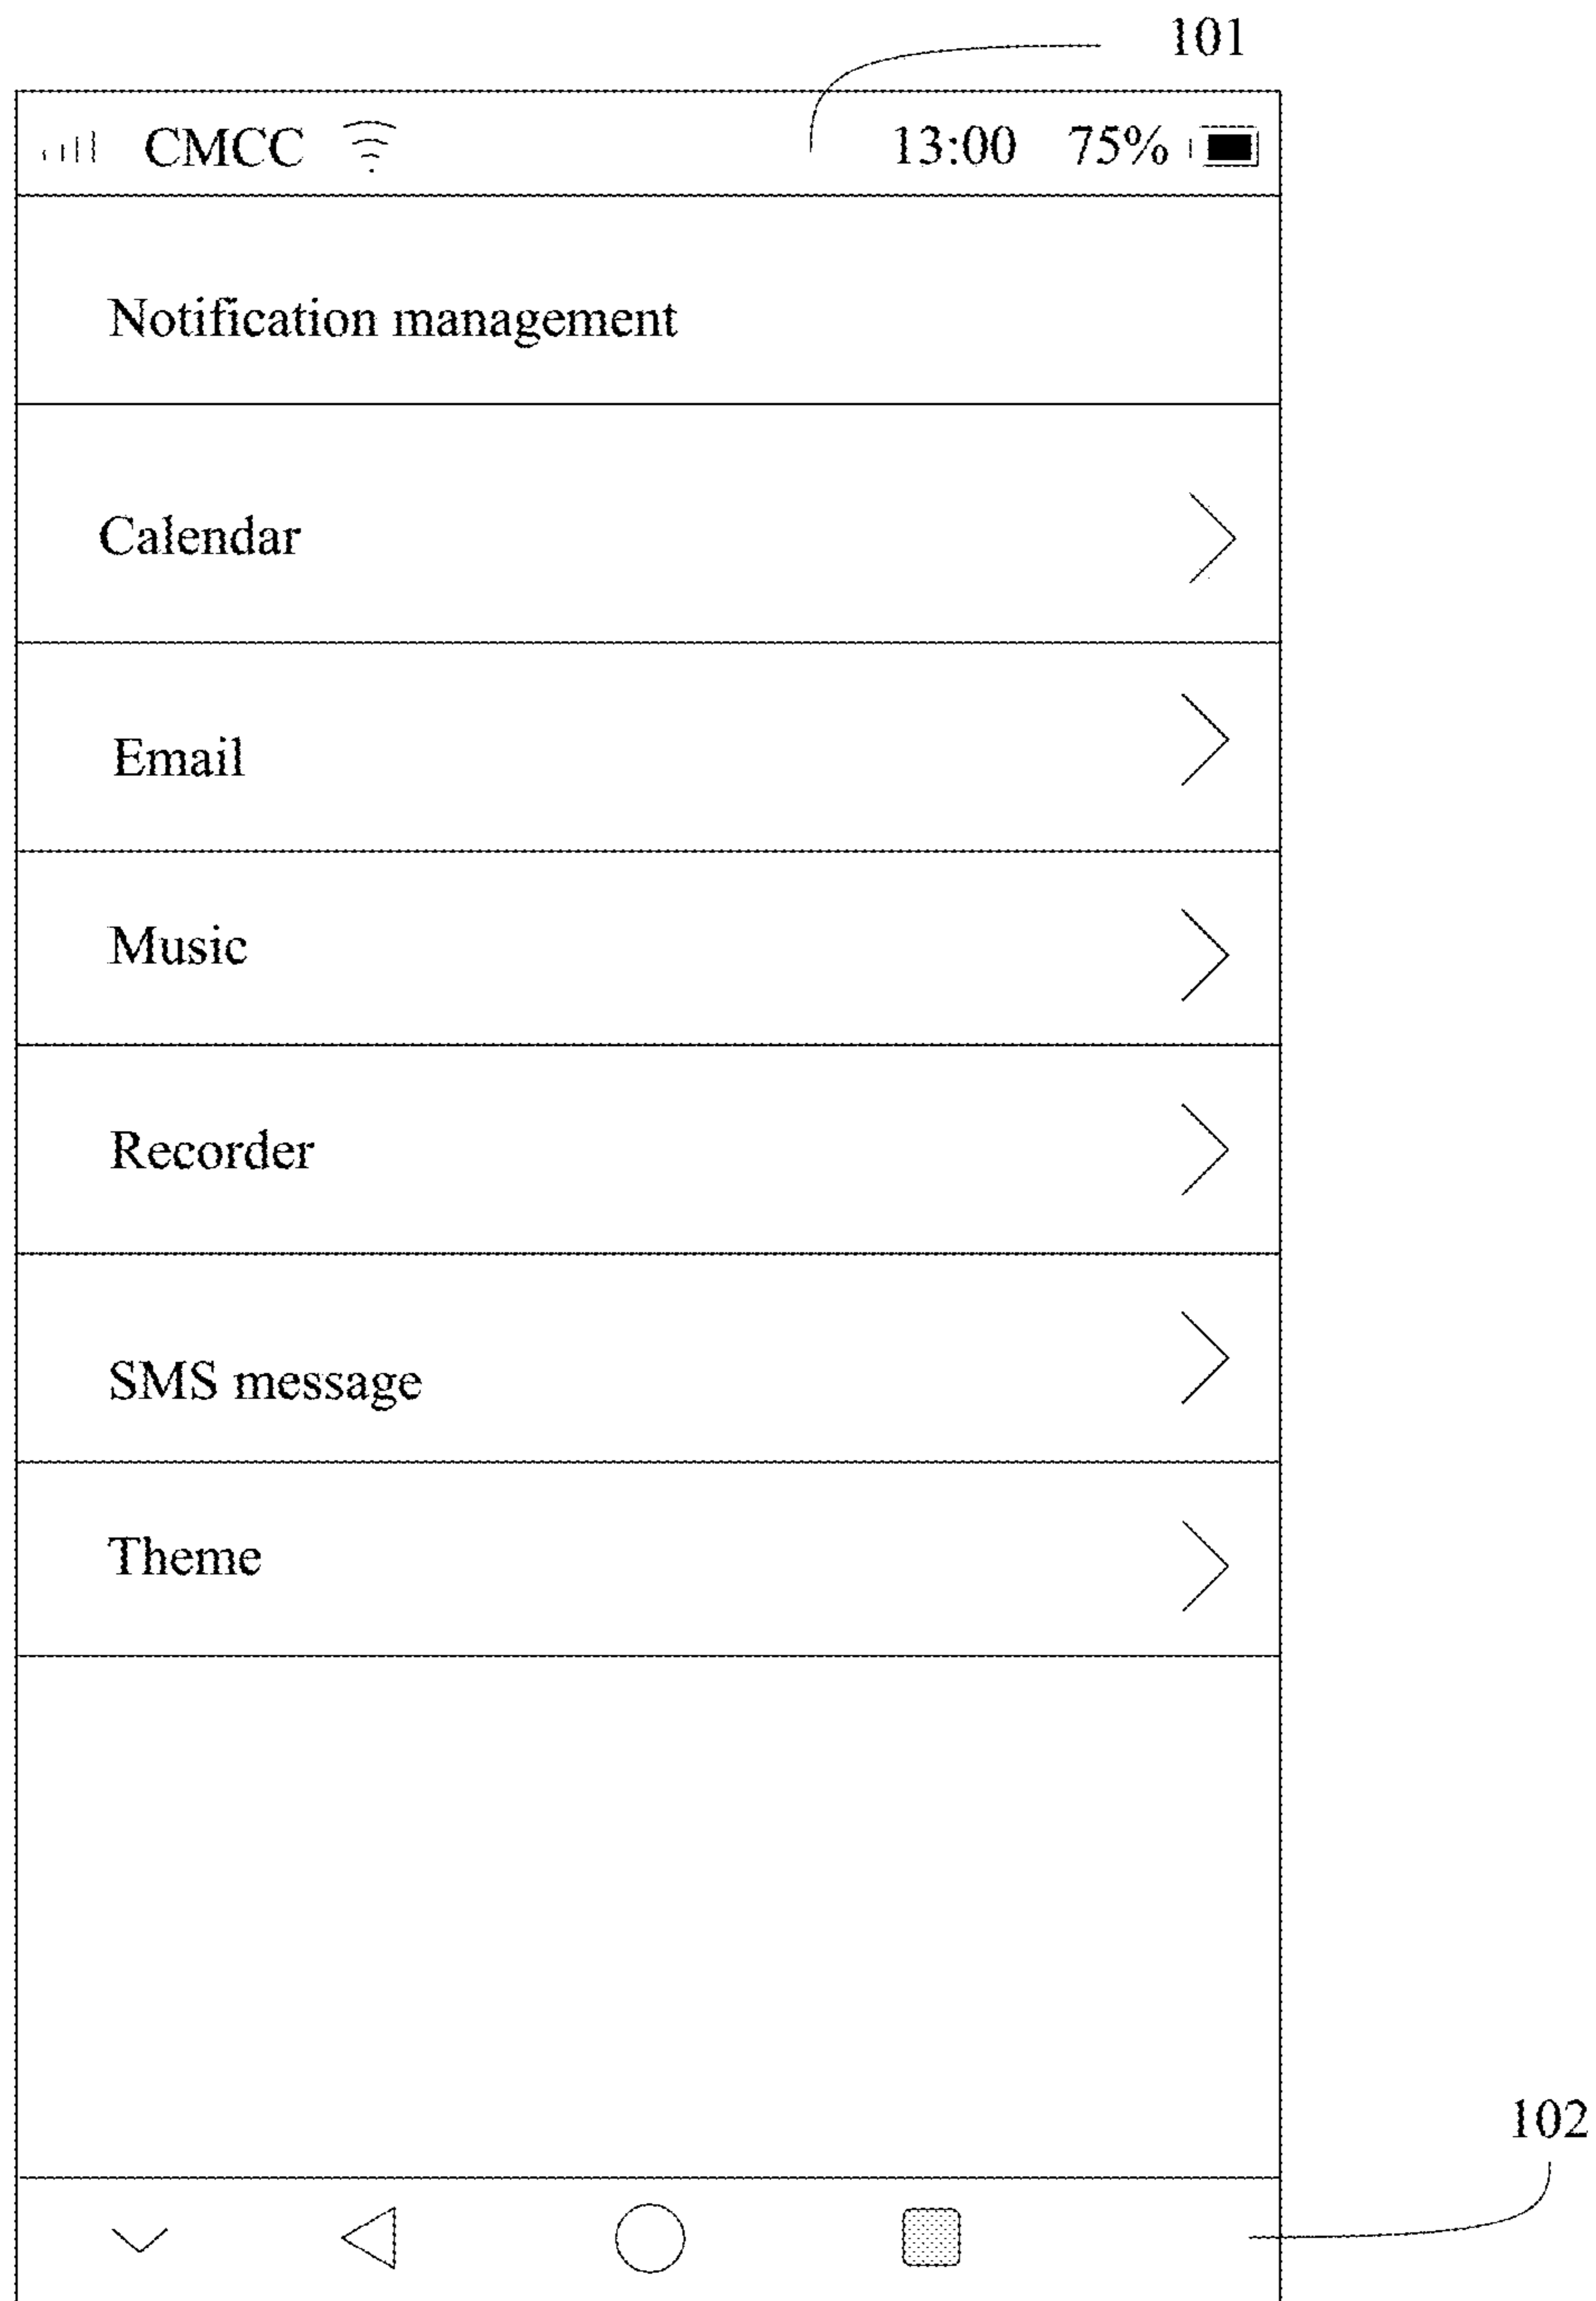 101
CMCC 13:00 75%
Notification management
Calendar
Email
Music
Recorder
SMS message
Theme
102